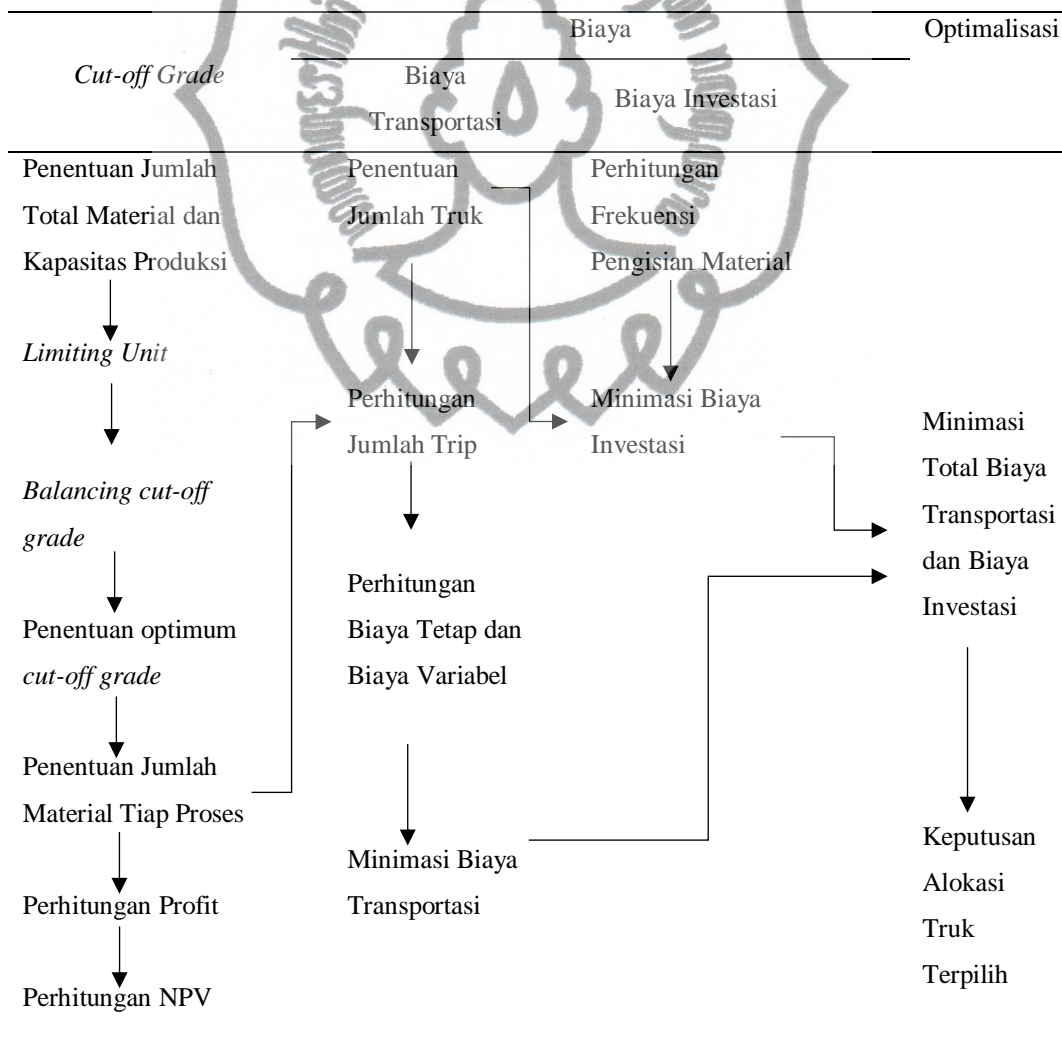 Biaya
Optimalisasi
Cut-off Grade
Biaya
Transportasi
Biaya Investasi
Penentuan Jumlah
Total Material dan
Kapasitas Produksi
Limiting Unit
Balancing cut-off
grade
Penentuan optimum
cut-off grade
Penentuan Jumlah
Material Tiap Proses
Perhitungan Profit
Perhitungan NPV
Penentuan
Jumlah Truk
Perhitungan
Jumlah Trip
Perhitungan
Biaya Tetap dan
Biaya Variabel
Minimasi Biaya
Transportasi
Perhitungan
Frekuensi
Pengisian Material
Minimasi Biaya
Investasi
Minimasi
Total Biaya
Transportasi
dan Biaya
Investasi
Keputusan
Alokasi
Truk
Terpilih